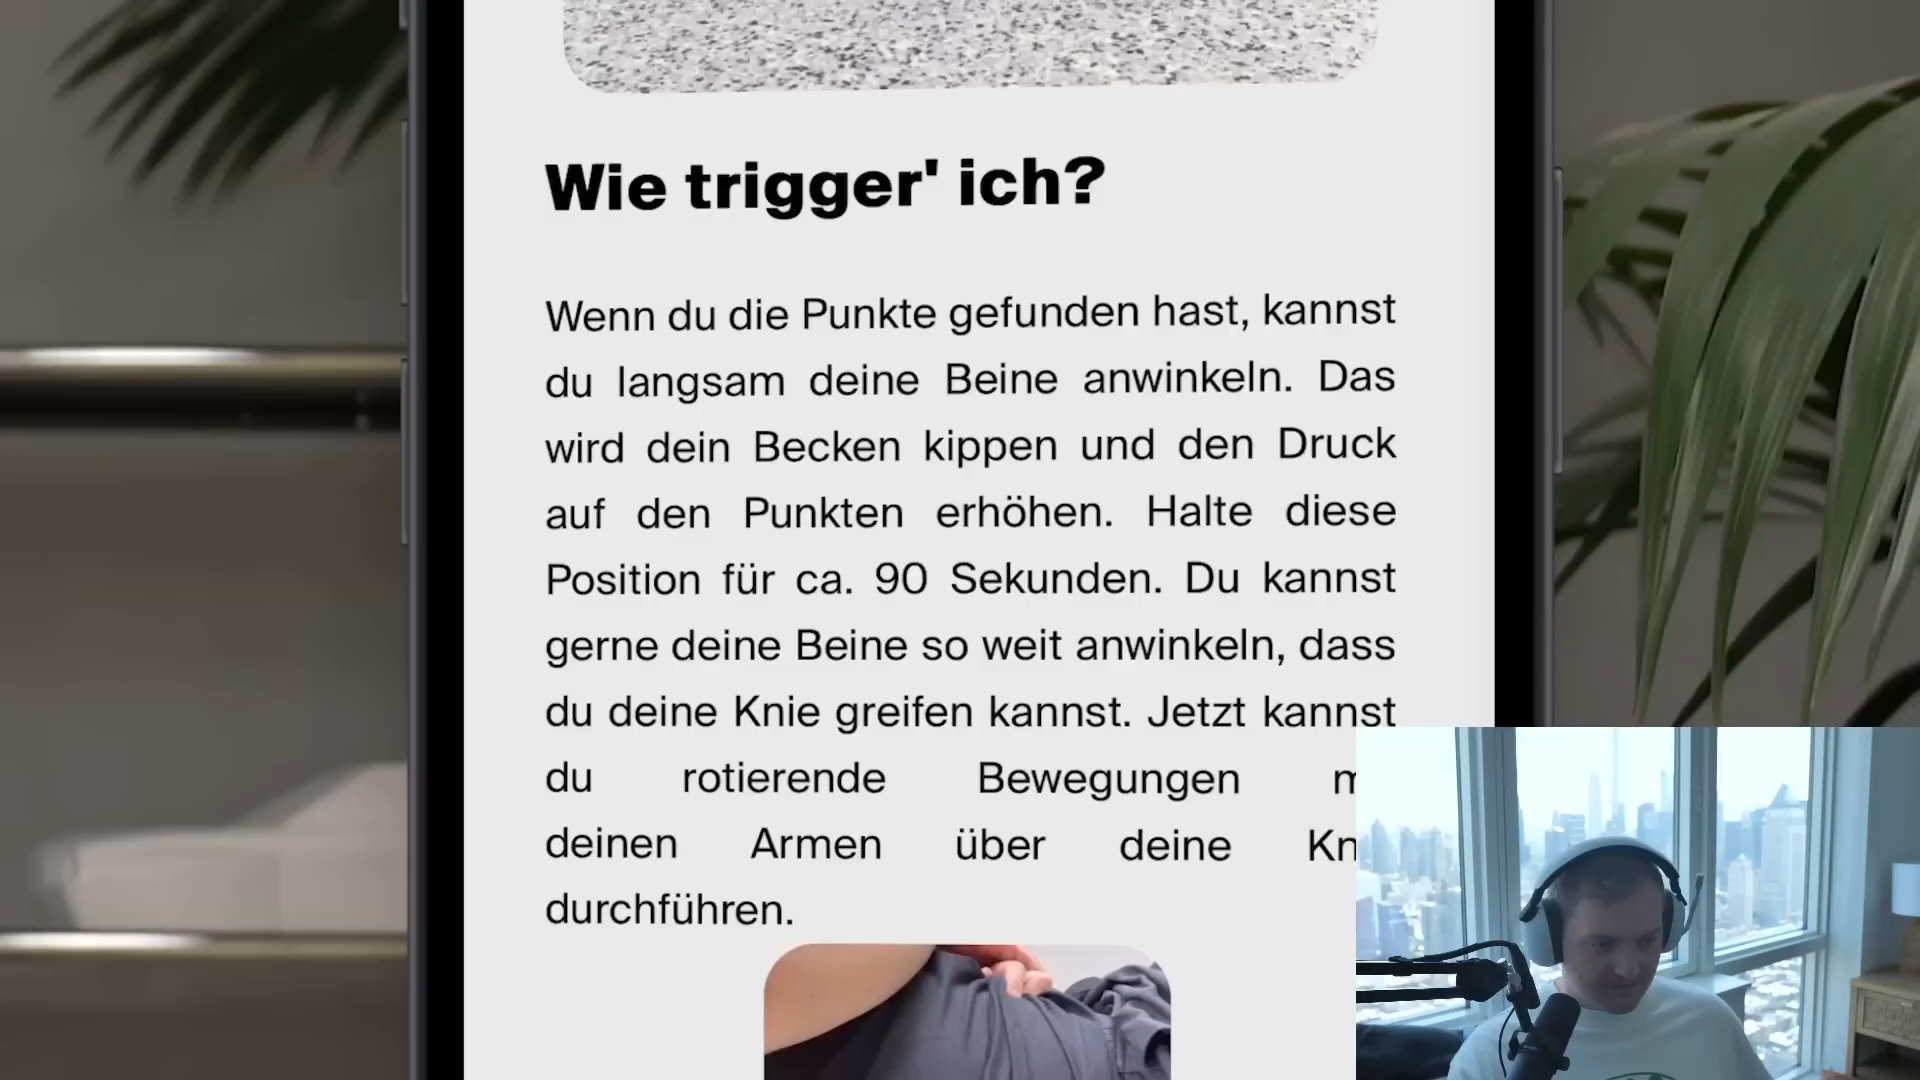 Wie trigger' ich?
Wenn du die Punkte gefunden hast, kannst
du langsam deine Beine anwinkeln. Das
wird dein Becken kippen und den Druck
auf den Punkten erhöhen. Halte diese
Position für ca. 90 Sekunden. Du kannst
gerne deine Beine so weit anwinkeln, dass
du deine Knie greifen kannst. Jetzt kannst
du rotierende Bewegungen
deinen Armen über deine
durchführen.